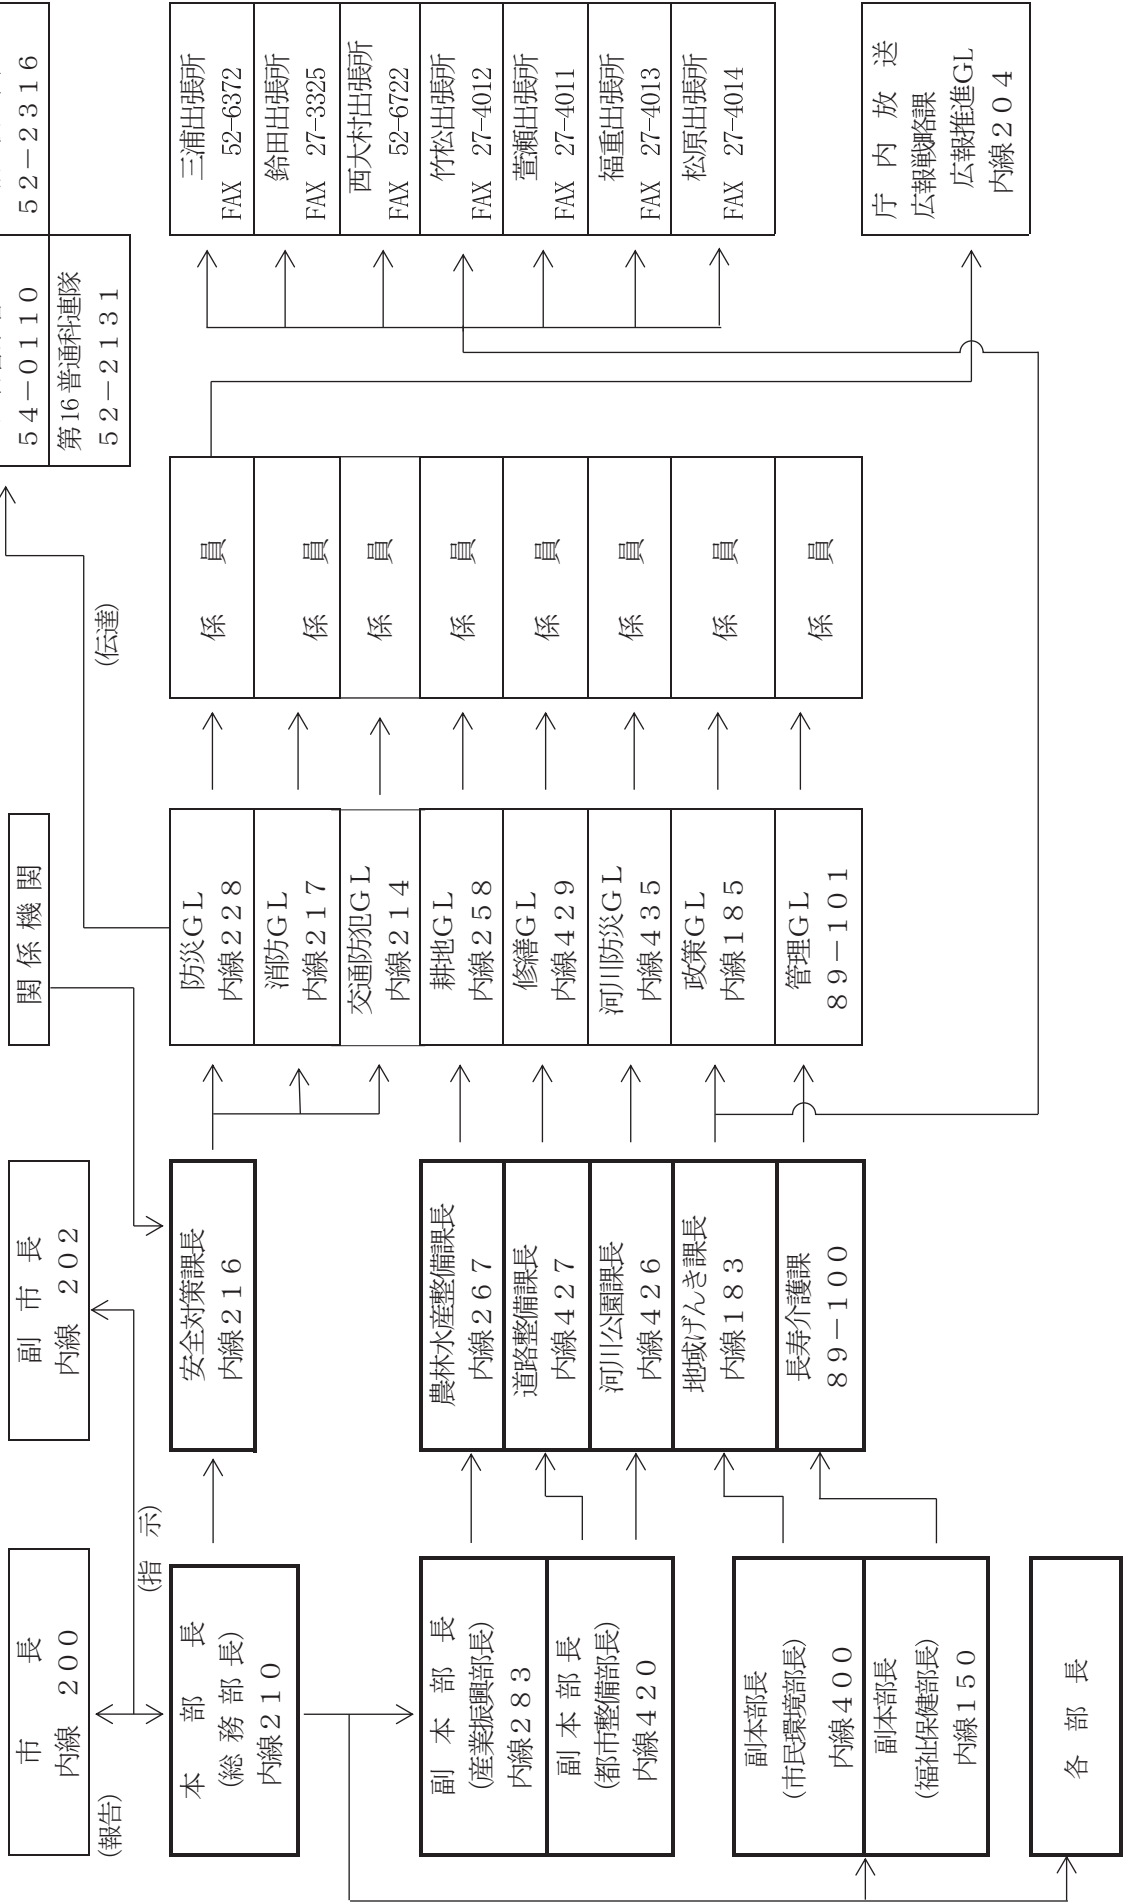 市　長
内線　２００
副　市　長
内線　２０２
関 係 機 関
５４－０１１０
５２－２３１６
第16普通科連隊
５２－２１３１
(報告)
(指　示)
(伝達)
本　部　長
(総 務 部 長)
内線２１０
安全対策課長
内線２１６
防災ＧＬ
内線２２８
消防ＧＬ
内線２１７
交通防犯ＧＬ
内線２１４
耕地ＧＬ
内線２５８
修繕ＧＬ
内線４２９
河川防災ＧＬ
内線４３５
政策ＧＬ
内線１８５
管理ＧＬ
８９－１０１
係　員
係　員
係　員
係　員
係　員
係　員
係　員
係　員
三浦出張所
FAX　52-6372
鈴田出張所
FAX　27-3325
西大村出張所
FAX　52-6722
竹松出張所
FAX　27-4012
萱瀬出張所
FAX　27-4011
福重出張所
FAX　27-4013
松原出張所
FAX　27-4014
庁　内　放　送
広報戦略課
広報推進GL
内線２０４
副　本　部　長
(産業振興部長)
内線２８３
副 本 部 長
(都市整備部長)
内線４２０
農林水産整備課長
内線２６７
道路整備課長
内線４２７
河川公園課長
内線４２６
地域げんき課長
内線１８３
長寿介護課
８９－１００
副本部長
(市民環境部長)
内線４００
副本部長
(福祉保健部長)
内線１５０
各　部　長